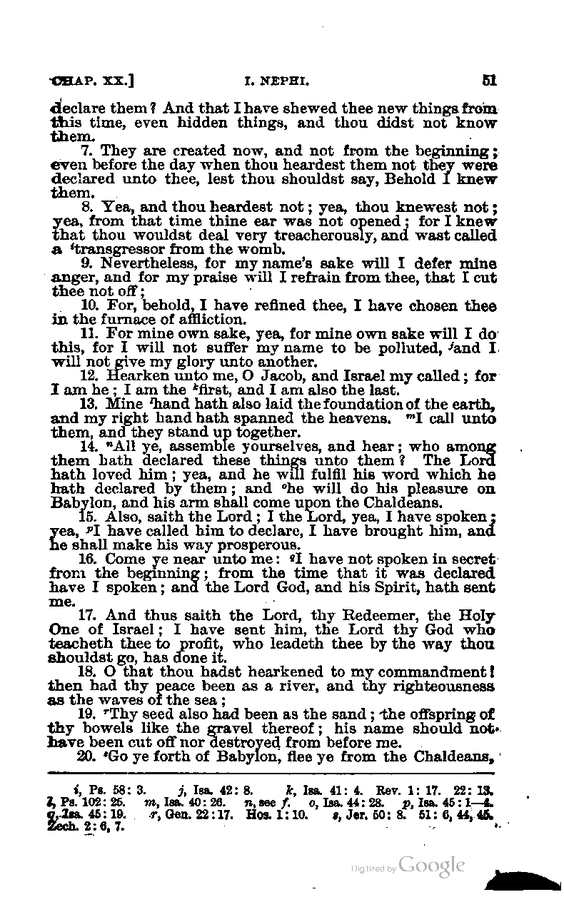 CHAP. XX.] I. NEPHI. 51
declare them? And that I have shewed thee new things from
this time, even hidden things, and thou didst not know
them.
7. They are created now, and not from the beginning;
even before the day when thou heardest them not they were
declared unto thee, lest thou shouldst say, Behold I knew
them.
8. Yea, and thou heardest not; yea, thou knewest not;
yea, from that time thine ear was not opened; for I knew
that thou wouldst deal very treacherously, and wast called
a ⁱtransgressor from the womb.
9. Nevertheless, for my name's sake will I defer mine
anger, and for my praise will I refrain from thee, that I cut
thee not off;
10. For, behold, I have refined thee, I have chosen thee
in the furnace of affliction.
11. For mine own sake, yea, for mine own sake will I do
this, for I will not suffer my name to be polluted, ʲand I
will not give my glory unto another.
12. Hearken unto me, O Jacob, and Israel my called; for
I am he; I am the ᵏfirst, and I am also the last.
13. Mine ˡhand hath also laid the foundation of the earth,
and my right hand hath spanned the heavens. ᵐI call unto
them, and they stand up together.
14. ⁿAll ye, assemble yourselves, and hear; who among
them hath declared these things unto them? The Lord
hath loved him; yea, and he will fulfil his word which he
hath declared by them; and ᵒhe will do his pleasure on
Babylon, and his arm shall come upon the Chaldeans.
15. Also, saith the Lord; I the Lord, yea, I have spoken;
yea, ᵖI have called him to declare, I have brought him, and
he shall make his way prosperous.
16. Come ye near unto me: qI have not spoken in secret
from the beginning; from the time that it was declared
have I spoken; and the Lord God, and his Spirit, hath sent
me.
17. And thus saith the Lord, thy Redeemer, the Holy
One of Israel; I have sent him, the Lord thy God who
teacheth thee to profit, who leadeth thee by the way thou
shouldst go, has done it.
18. O that thou hadst hearkened to my commandment!
then had thy peace been as a river, and thy righteousness
as the waves of the sea;
19. ʳThy seed also had been as the sand; the offspring of
thy bowels like the gravel thereof; his name should not
have been cut off nor destroyed from before me.
20. ˢGo ye forth of Babylon, flee ye from the Chaldeans,
i, Ps. 58: 3. j, Isa. 42: 8. k, Isa. 41: 4. Rev. 1: 17. 22: 13.
l, Ps. 102: 25. m, Isa. 40: 26. n, see f. o, Isa. 44: 28. p, Isa. 45: 1—4.
q, Isa. 45: 19. r, Gen. 22: 17. Hos. 1: 10. s, Jer. 50: 8. 51: 6, 44, 45.
Zech. 2: 6, 7.
Digitized by Google